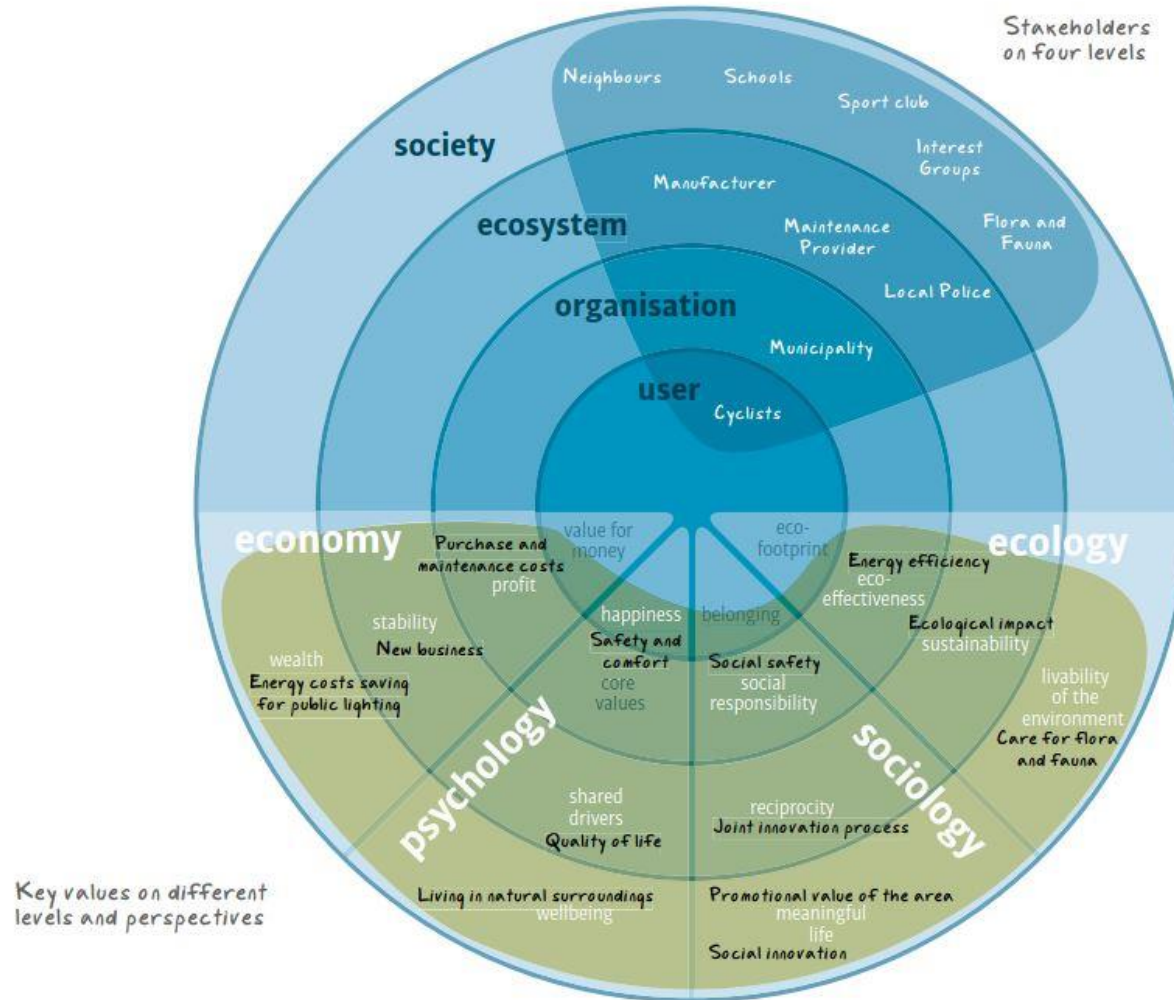 Stakeholders
on four levels
Neighbours
Schools
Sport club
Interest
Groups
Flora and
Fauna
society
Manufacturer
Maintenance
Provider
Local Police
ecosystem
organisation
Municipality
user
Cyclists
economy
value for
money
Purchase and
maintenance costs
profit
stability
New business
wealth
Energy costs saving
for public lighting
psychology
happiness
Safety and
comfort
core
values
shared
drivers
Quality of life
Living in natural surroundings
wellbeing
sociology
belonging
Social safety
social
responsibility
reciprocity
Joint innovation process
Promotional value of the area
meaningful
life
Social innovation
ecology
eco-
footprint
Energy efficiency
eco-
effectiveness
Ecological impact
sustainability
livability
of the
environment
Care for flora
and fauna
Key values on different
levels and perspectives